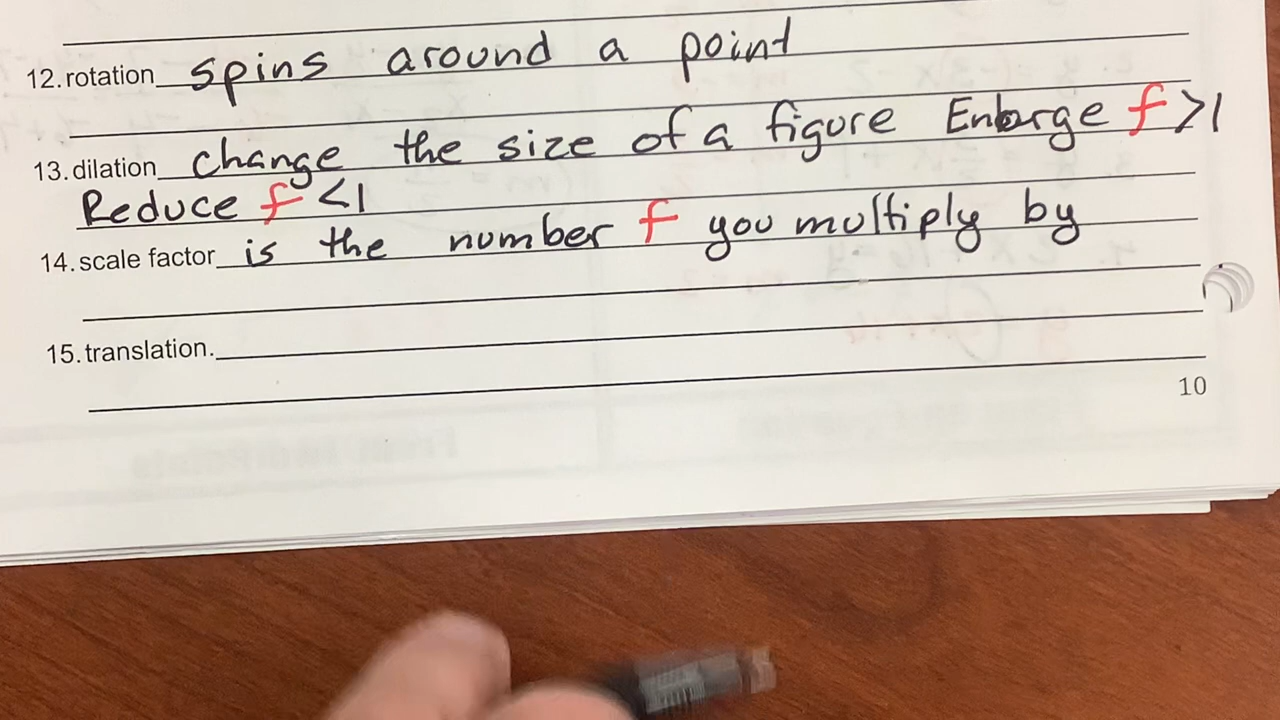 12. rotation spins around a point
13. dilation change the size of a figure Enlarge f >1
Reduce f <1
14. scale factor is the number f you multiply by
15. translation.
10